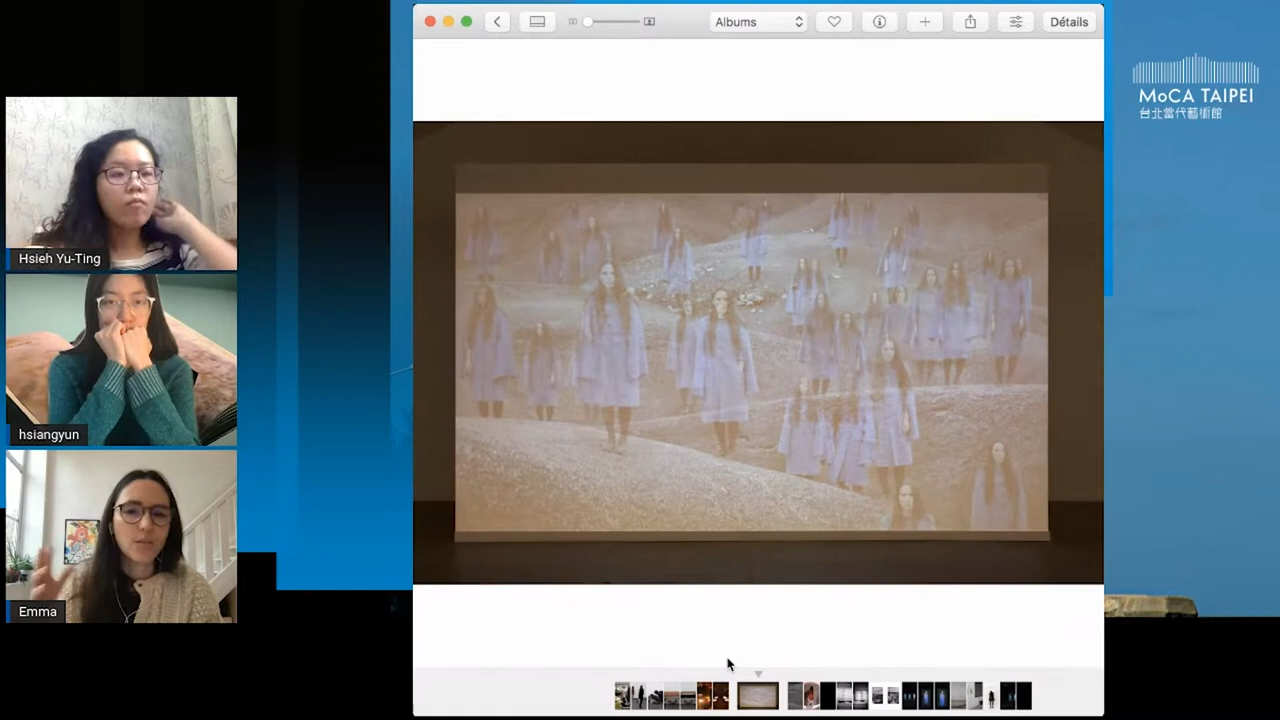 Albums
Détails
MoCA TAIPEI
台北當代藝術館
Hsieh Yu-Ting
hsiangyun
Emma